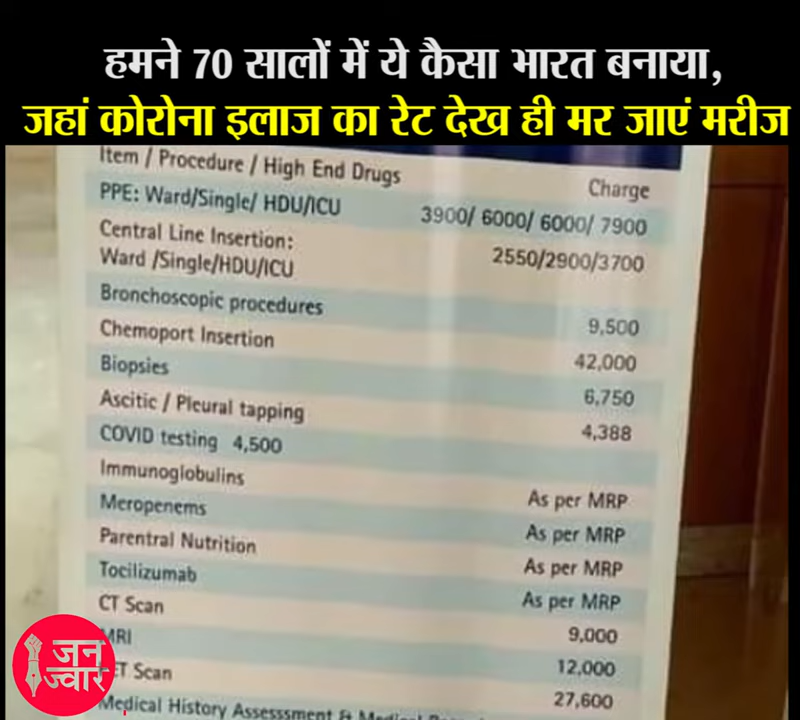 हमने 70 सालों में ये कैसा भारत बनाया,
जहां कोरोना इलाज का रेट देख ही मर जाएं मरीज
Item / Procedure / High End Drugs Charge
PPE: Ward/Single/ HDU/ICU 3900/ 6000/ 6000/ 7900
Central Line Insertion:
Ward /Single/HDU/ICU 2550/2900/3700
Bronchoscopic procedures 9,500
Chemoport Insertion 42,000
Biopsies 6,750
Ascitic / Pleural tapping 4,388
COVID testing 4,500
Immunoglobulins As per MRP
Meropenems As per MRP
Parentral Nutrition As per MRP
Tocilizumab As per MRP
CT Scan 9,000
MRI 12,000
ET Scan 27,600
Medical History Assesssment & Medical
जन
ज्वार